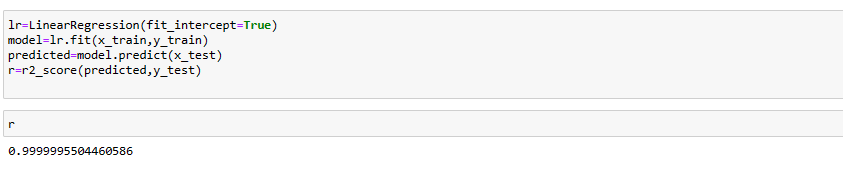 lr=LinearRegression(fit_intercept=True)
model=lr.fit(x_train,y_train)
predicted=model.predict(x_test)
r=r2_score(predicted,y_test)
r
0.9999995504460586